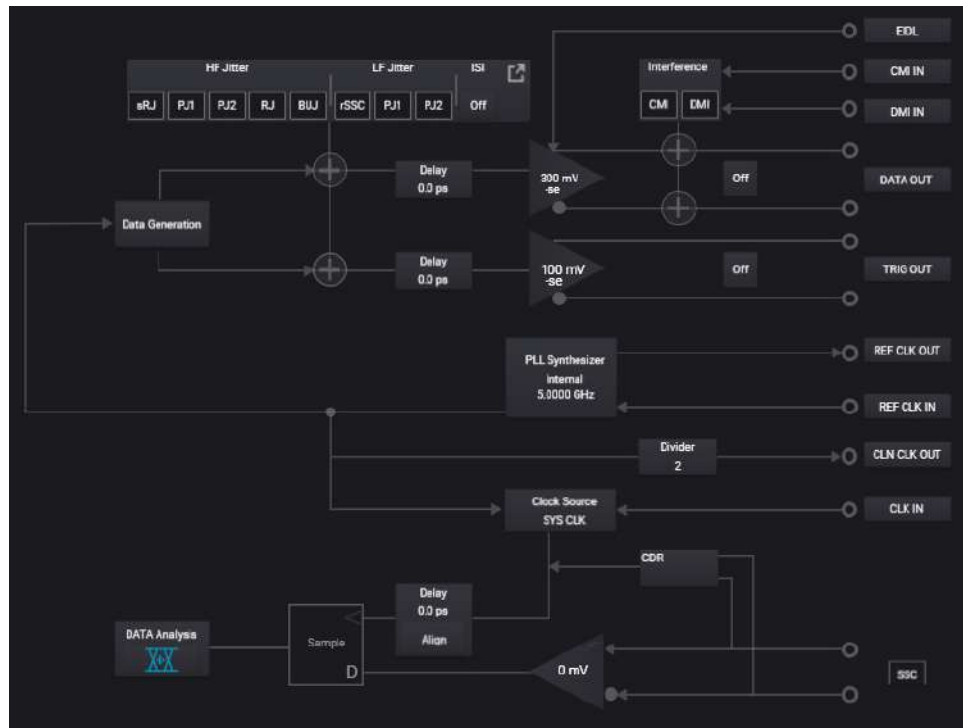 EIDL
HF Jitter
LF Jitter
ISI
Interference
CMI IN
sRJ
PJ1
PJ2
RJ
BUJ
rSSC
PJ1
PJ2
Off
CMI
DMI
DMI IN
Delay
0.0 ps
300 mV
-se
Off
DATA OUT
Data Generation
Delay
0.0 ps
100 mV
-se
Off
TRIG OUT
PLL Synthesizer
Internal
5.0000 GHz
REF CLK OUT
REF CLK IN
Divider
2
CLN CLK OUT
Clock Source
SYS CLK
CLK IN
CDR
Delay
0.0 ps
Align
DATA Analysis
Sample
D
0 mV
SSC